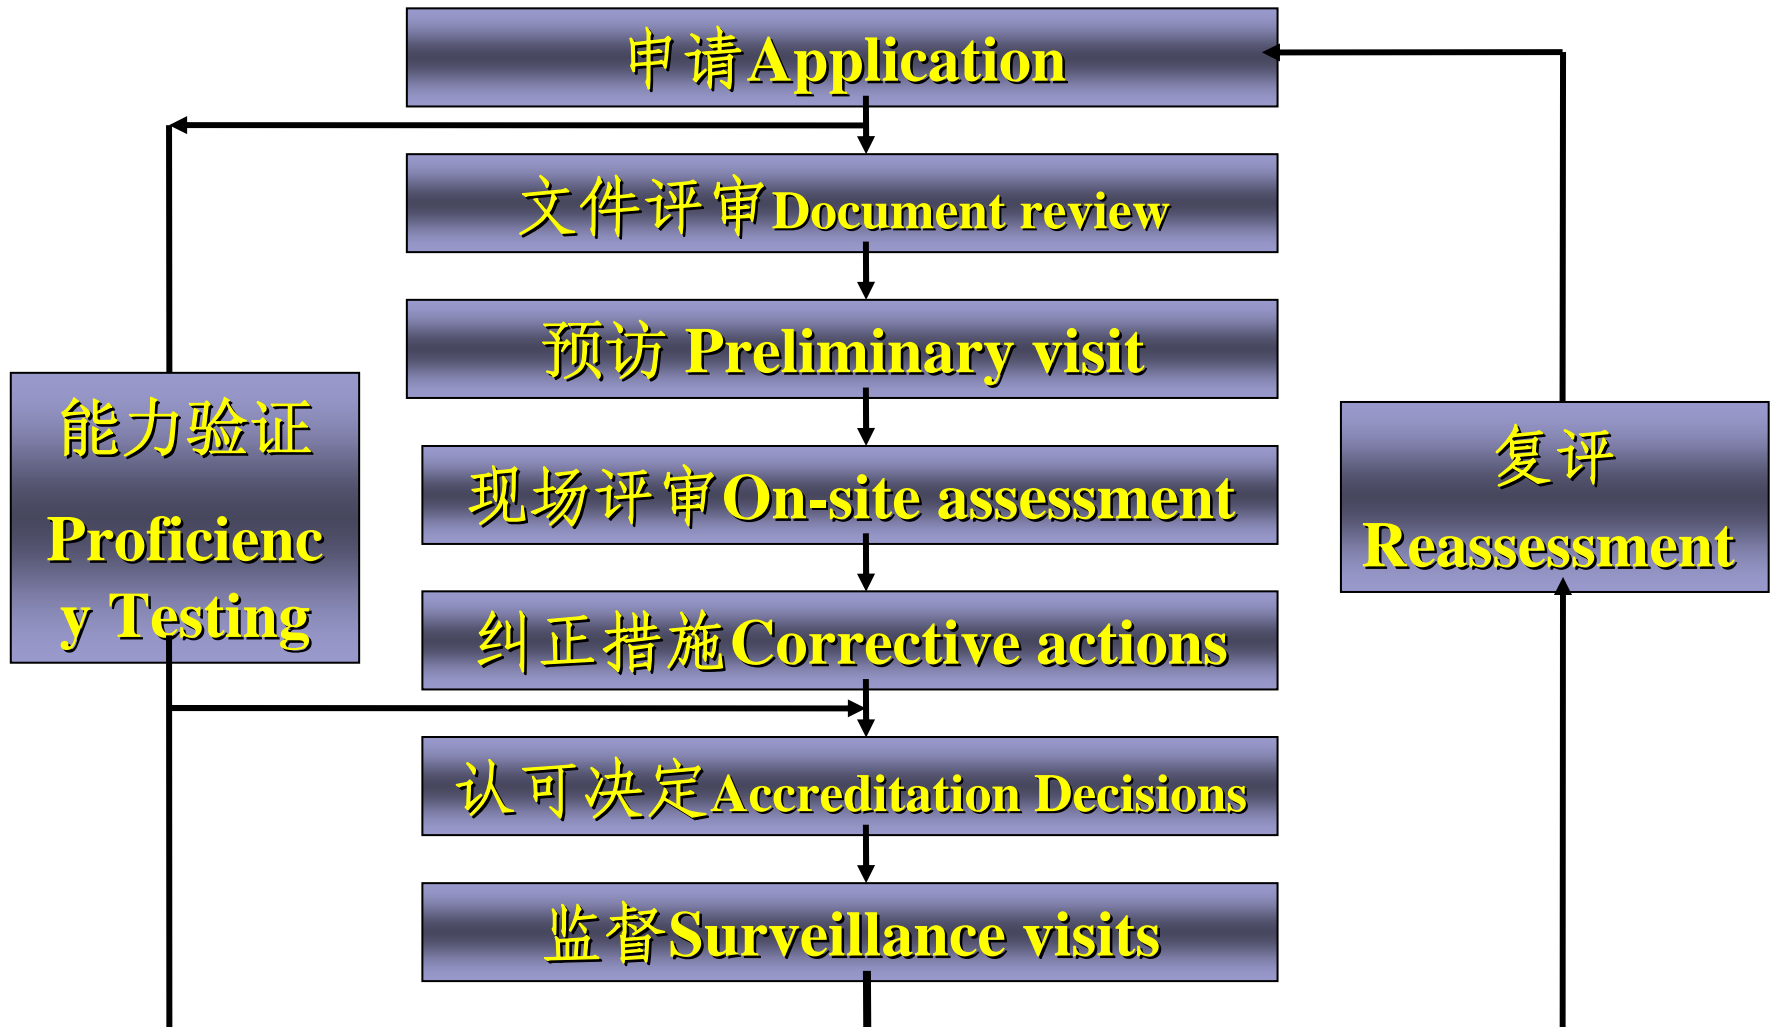 申请Application
文件评审Document review
预访 Preliminary visit
能力验证
Proficienc
y Testing
现场评审On-site assessment
复评
Reassessment
纠正措施Corrective actions
认可决定Accreditation Decisions
监督Surveillance visits